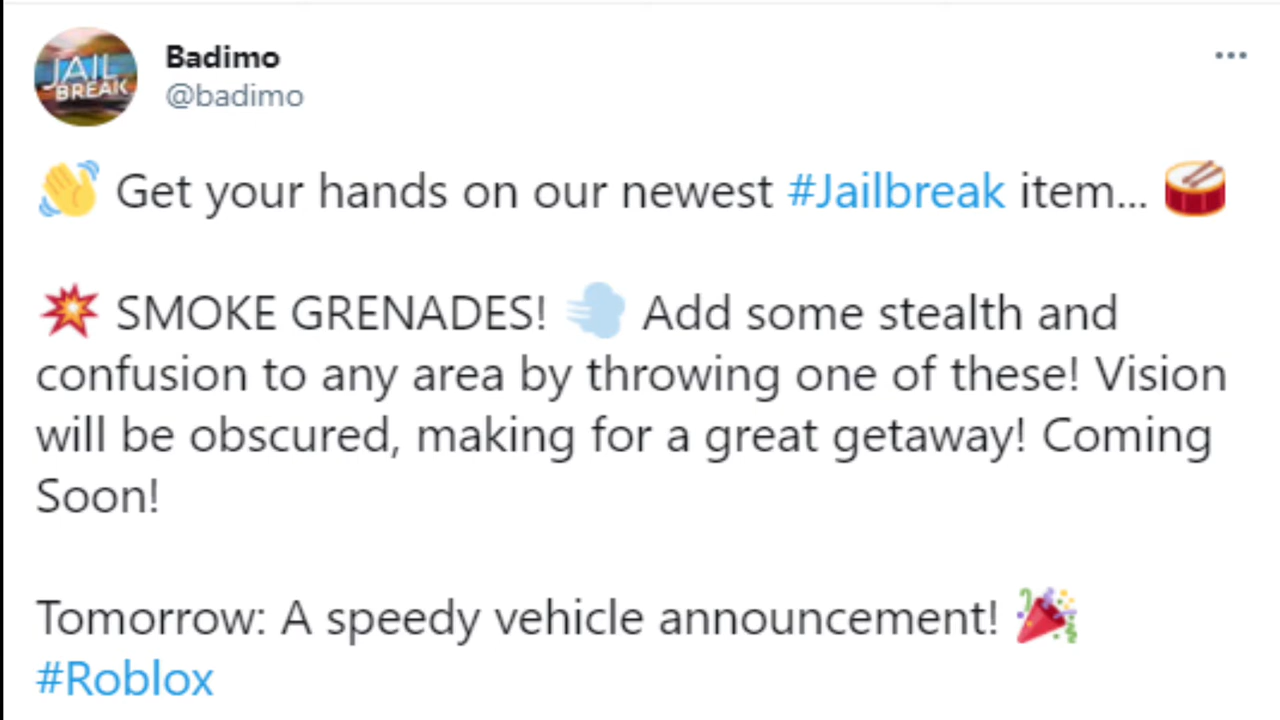 JAIL
BREAK
Badimo
@badimo
👋 Get your hands on our newest #Jailbreak item... 🥁
💥 SMOKE GRENADES! 💨 Add some stealth and
confusion to any area by throwing one of these! Vision
will be obscured, making for a great getaway! Coming
Soon!
Tomorrow: A speedy vehicle announcement! 🎉
#Roblox